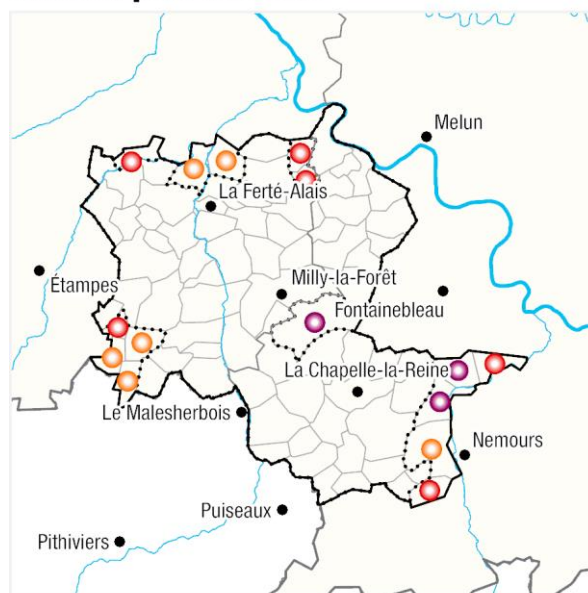 Melun
La Ferté-Alais
Étampes
Milly-la-Forêt
Fontainebleau
La Chapelle-la-Reine
Le Malesherbois
Nemours
Puiseaux
Pithiviers